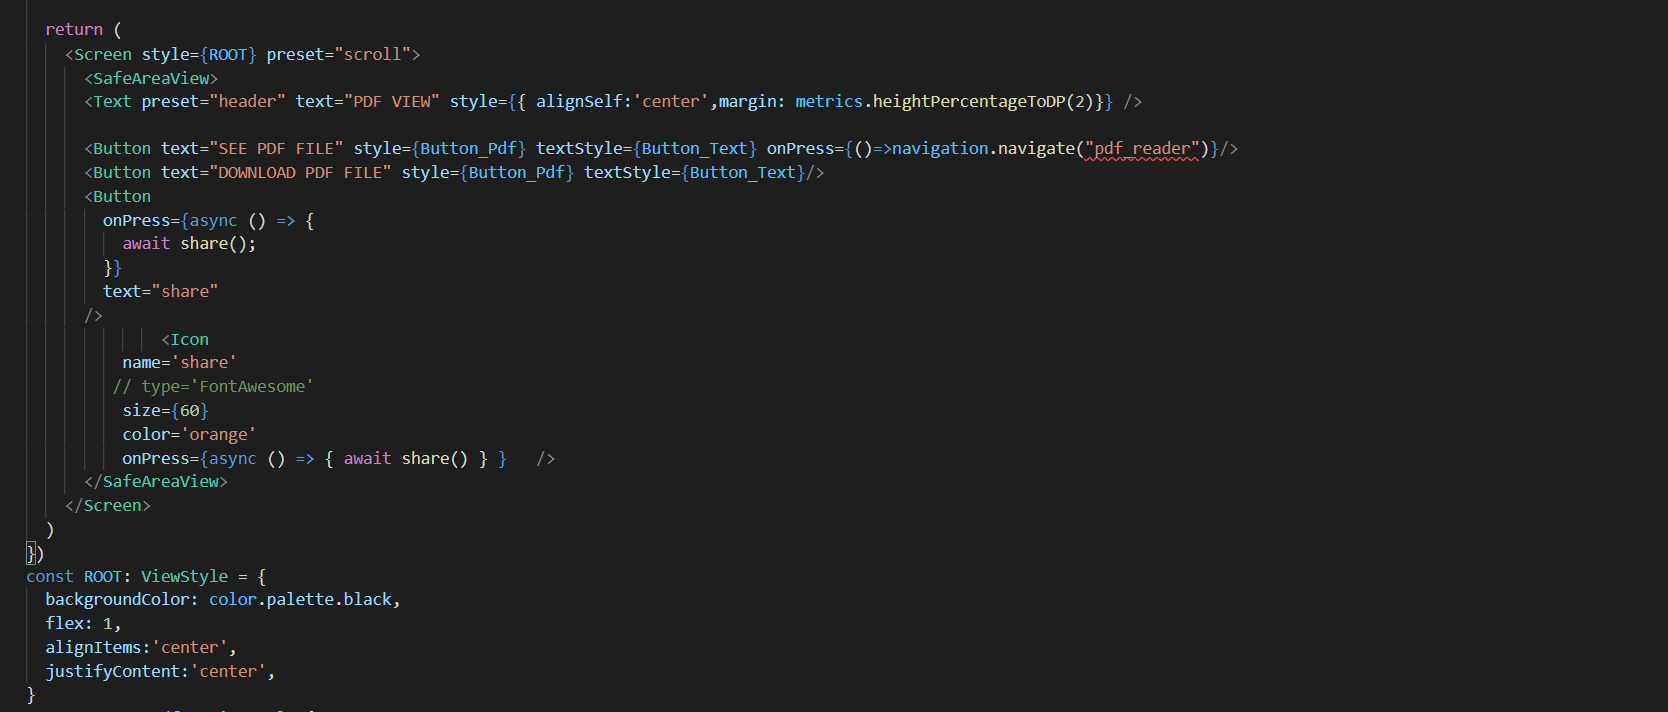 return (
<Screen style={ROOT} preset="scroll">
<SafeAreaView>
<Text preset="header" text="PDF VIEW" style={{ alignSelf:'center',margin: metrics.heightPercentageToDP(2)}} />
<Button text="SEE PDF FILE" style={Button_Pdf} textStyle={Button_Text} onPress={()=>navigation.navigate("pdf_reader")}/>
<Button text="DOWNLOAD PDF FILE" style={Button_Pdf} textStyle={Button_Text}/>
<Button
onPress={async () => {
await share();
}}
text="share"
/>
<Icon
name='share'
// type='FontAwesome'
size={60}
color='orange'
onPress={async () => { await share() } }   />
</SafeAreaView>
</Screen>
)
})
const ROOT: ViewStyle = {
backgroundColor: color.palette.black,
flex: 1,
alignItems:'center',
justifyContent:'center',
}